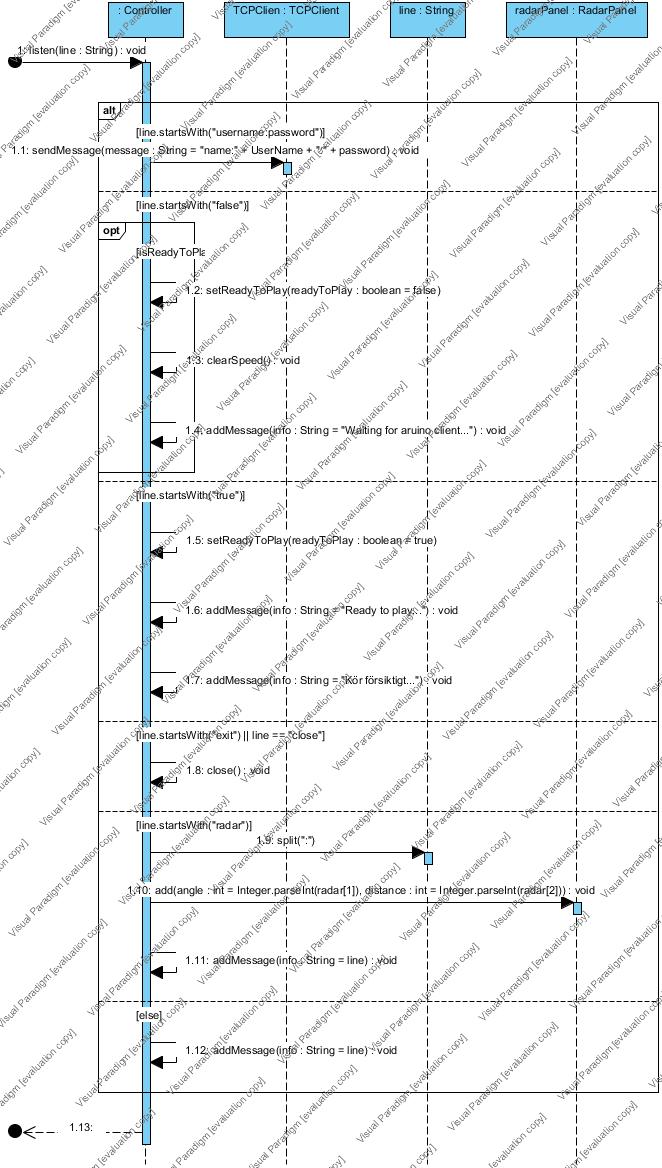 : Controller
TCPClien : TCPClient
line : String
radarPanel : RadarPanel
1: listen(line : String) : void
alt
[line.startsWith("username:password")]
1.1: sendMessage(message : String = "name:" + UserName + ":" + password) : void
[line.startsWith("false")]
opt
[isReadyToPla
1.2: setReadyToPlay(readyToPlay : boolean = false)
1.3: clearSpeed() : void
1.4: addMessage(info : String = "Waiting for aruino client...") : void
[line.startsWith("true")]
1.5: setReadyToPlay(readyToPlay : boolean = true)
1.6: addMessage(info : String = "Ready to play...") : void
1.7: addMessage(info : String = "Kör försiktigt...") : void
[line.startsWith("exit") || line == "close"]
1.8: close() : void
[line.startsWith("radar")]
1.9: split(":")
1.10: add(angle : int = Integer.parseInt(radar[1]), distance : int = Integer.parseInt(radar[2])) : void
1.11: addMessage(info : String = line) : void
[else]
1.12: addMessage(info : String = line) : void
1.13:
Visual Paradigm [evaluation copy]